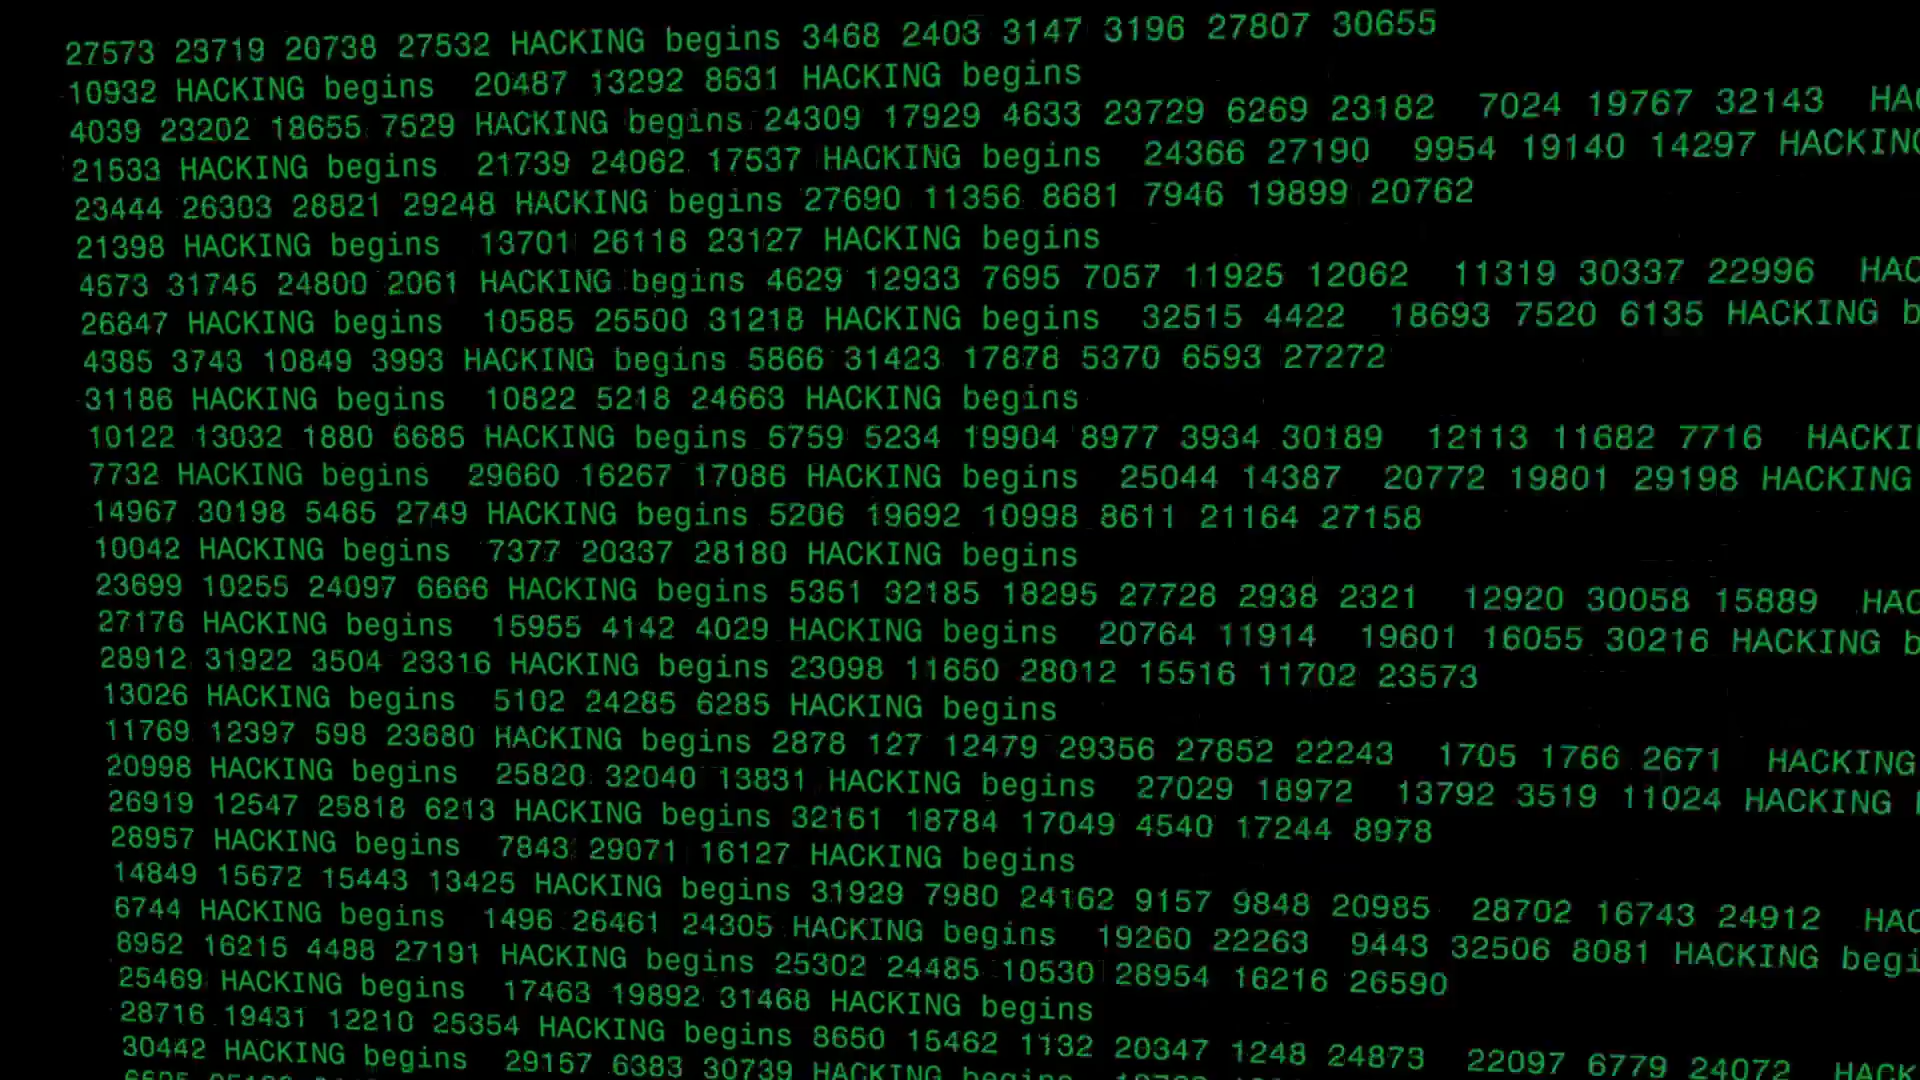 27573 23719 20738 27532 HACKING begins 3468 2403 3147 3196 27807 30655
10932 HACKING begins 20487 13292 8531 HACKING begins
4039 23202 18655 7529 HACKING begins 24309 17929 4633 23729 6269 23182 7024 19767 32143 HAC
21533 HACKING begins 21739 24062 17537 HACKING begins 24366 27190 9954 19140 14297 HACKING
23444 26303 28821 29248 HACKING begins 27690 11356 8681 7946 19899 20762
21398 HACKING begins 13701 26116 23127 HACKING begins
4573 31745 24800 2061 HACKING begins 4629 12933 7695 7057 11925 12062 11319 30337 22996 HAC
26847 HACKING begins 10585 25500 31218 HACKING begins 32515 4422 18693 7520 6135 HACKING b
4385 3743 10849 3993 HACKING begins 5866 31423 17878 5370 6593 27272
31186 HACKING begins 10822 5218 24663 HACKING begins
10122 13032 1880 6685 HACKING begins 5759 5234 19904 8977 3934 30189 12113 11682 7716 HACKI
7732 HACKING begins 29660 16267 17086 HACKING begins 25044 14387 20772 19801 29198 HACKING
14967 30198 5465 2749 HACKING begins 5206 19692 10998 8611 21164 27158
10042 HACKING begins 7377 20337 28180 HACKING begins
23699 10255 24097 6666 HACKING begins 5351 32185 18295 27728 2938 2321 12920 30058 15889 HAC
27176 HACKING begins 15955 4142 4029 HACKING begins 20764 11914 19601 16055 30216 HACKING b
28912 31922 3504 23316 HACKING begins 23098 11650 28012 15516 11702 23573
13026 HACKING begins 5102 24285 6285 HACKING begins
11769 12397 598 23680 HACKING begins 2878 127 12479 29356 27852 22243 1705 1766 2671 HACKING
20998 HACKING begins 25820 32040 13831 HACKING begins 27029 18972 13792 3519 11024 HACKING
26919 12547 25818 6213 HACKING begins 32161 18784 17049 4540 17244 8978
28957 HACKING begins 7843 29071 16127 HACKING begins
14849 15672 15443 13425 HACKING begins 31929 7980 24162 9157 9848 20985 28702 16743 24912 HAC
6744 HACKING begins 1496 26461 24305 HACKING begins 19260 22263 9443 32506 8081 HACKING begi
8952 16215 4488 27191 HACKING begins 25302 24485 10530 28954 16216 26590
25469 HACKING begins 17463 19892 31468 HACKING begins
28716 19431 12210 25354 HACKING begins 8650 15462 1132 20347 1248 24873 22097 6779 24072 HACK
30442 HACKING begins 29157 6383 30739 HACKING begins